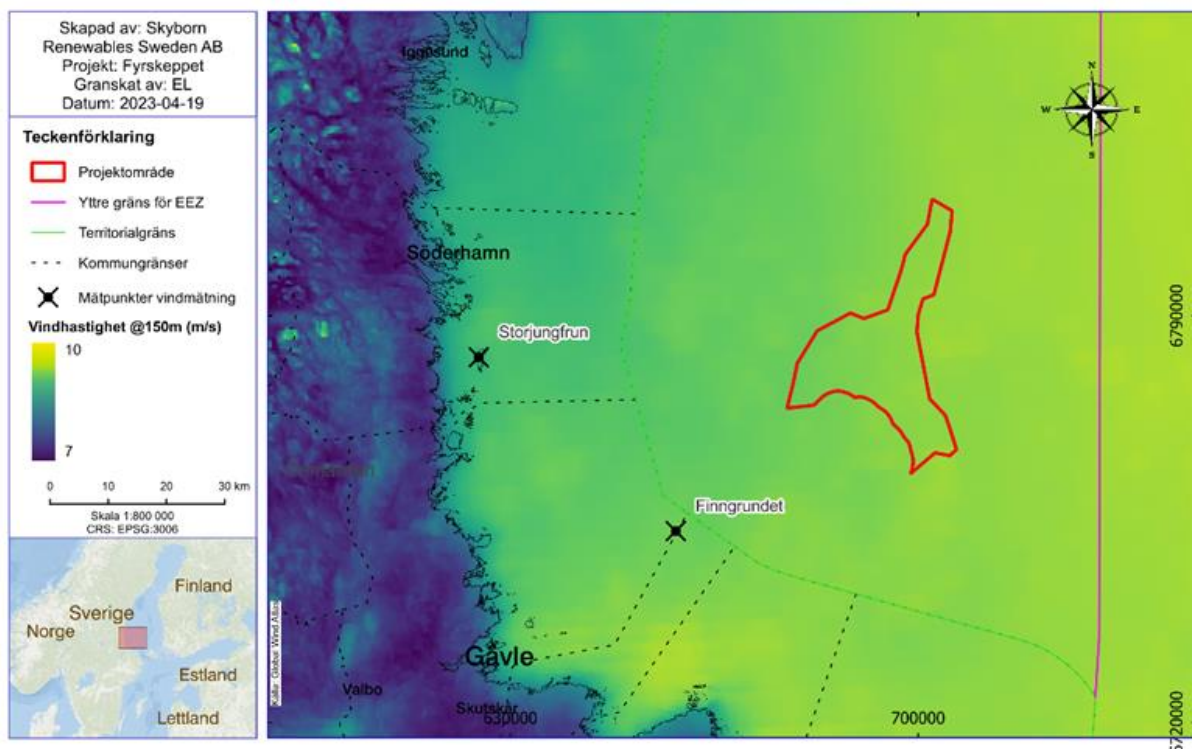 Skapad av: Skyborn
Renewables Sweden AB
Projekt: Fyrskeppet
Granskat av: EL
Datum: 2023-04-19
Teckenförklaring
Projektområde
Yttre gräns för EEZ
Territorialgräns
Kommungränser
Mätpunkter vindmätning
Vindhastighet @150m (m/s)
10
7
0 10 20 30 km
Skala 1:800 000
CRS: EPSG:3006
Finland
Sverige
Norge
Estland
Lettland
Iggesund
N
W E
S
Söderhamn
Storjungfrun
6790000
Finngrundet
Källa: Global Wind Atlas
Gävle
Valbo
Skutskär
630000
700000
6720000